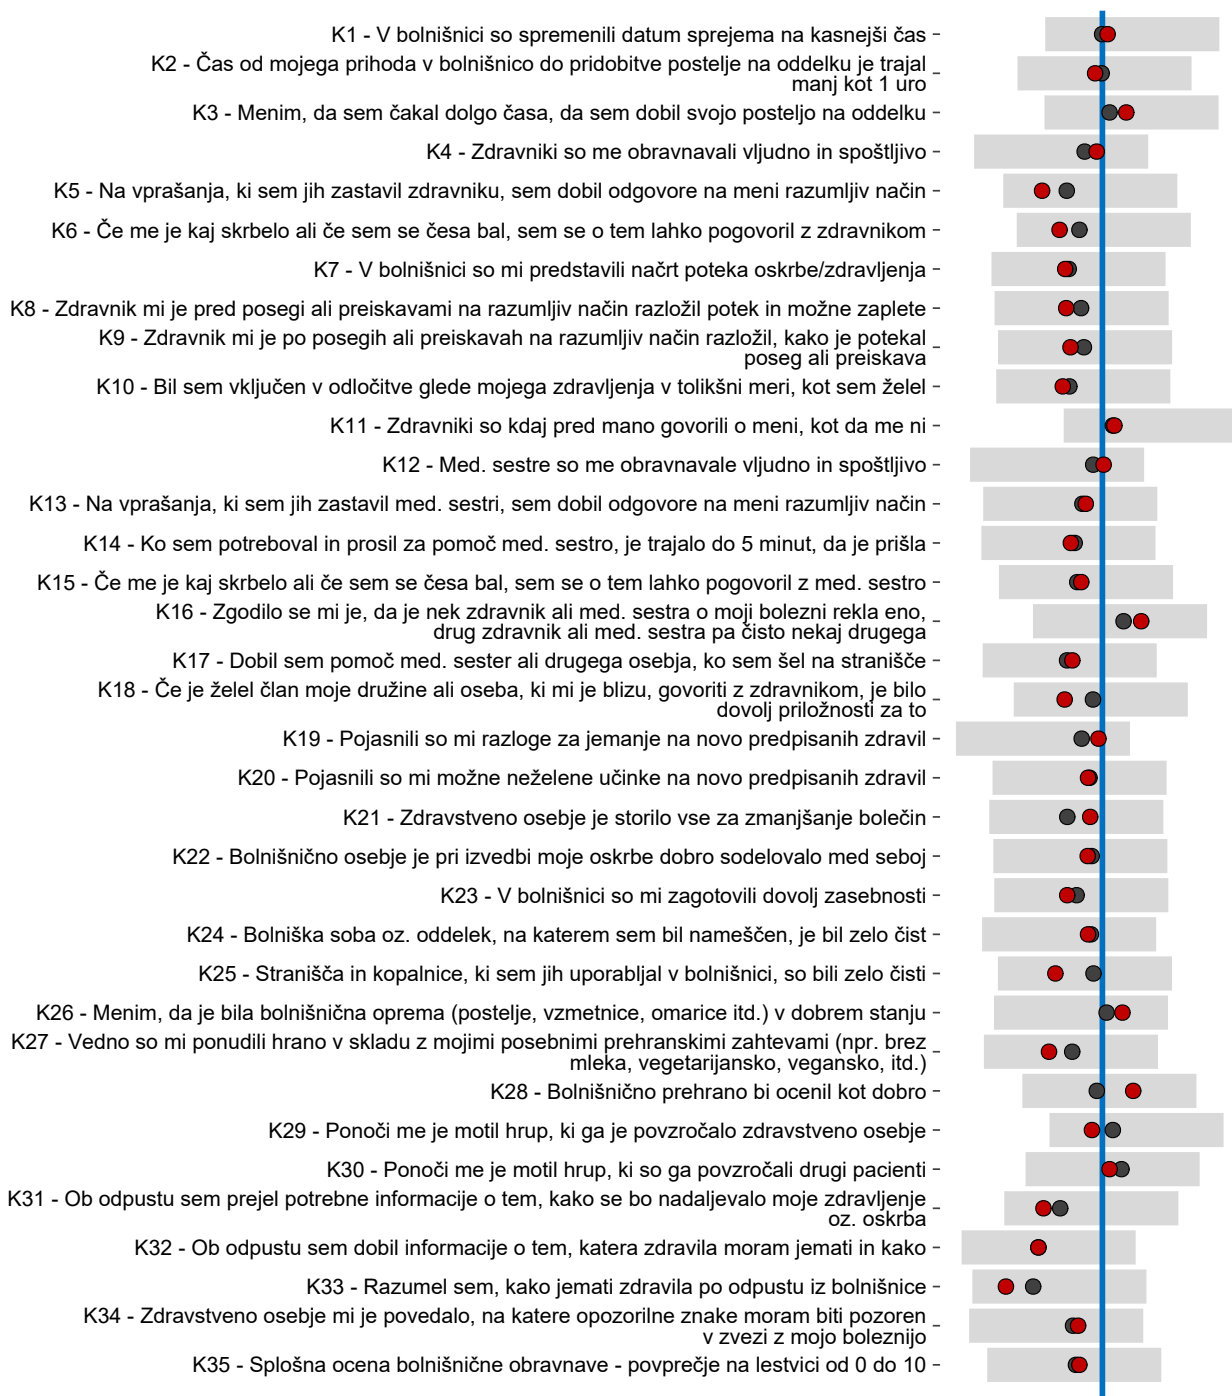 K1 - V bolnišnici so spremenili datum sprejema na kasnejši čas
K2 - Čas od mojega prihoda v bolnišnico do pridobitve postelje na oddelku je trajal
manj kot 1 uro
K3 - Menim, da sem čakal dolgo časa, da sem dobil svojo posteljo na oddelku
K4 - Zdravniki so me obravnavali vljudno in spoštljivo
K5 - Na vprašanja, ki sem jih zastavil zdravniku, sem dobil odgovore na meni razumljiv način
K6 - Če me je kaj skrbelo ali če sem se česa bal, sem se o tem lahko pogovoril z zdravnikom
K7 - V bolnišnici so mi predstavili načrt poteka oskrbe/zdravljenja
K8 - Zdravnik mi je pred posegi ali preiskavami na razumljiv način razložil potek in možne zaplete
K9 - Zdravnik mi je po posegih ali preiskavah na razumljiv način razložil, kako je potekal
poseg ali preiskava
K10 - Bil sem vključen v odločitve glede mojega zdravljenja v tolikšni meri, kot sem želel
K11 - Zdravniki so kdaj pred mano govorili o meni, kot da me ni
K12 - Med. sestre so me obravnavale vljudno in spoštljivo
K13 - Na vprašanja, ki sem jih zastavil med. sestri, sem dobil odgovore na meni razumljiv način
K14 - Ko sem potreboval in prosil za pomoč med. sestro, je trajalo do 5 minut, da je prišla
K15 - Če me je kaj skrbelo ali če sem se česa bal, sem se o tem lahko pogovoril z med. sestro
K16 - Zgodilo se mi je, da je nek zdravnik ali med. sestra o moji bolezni rekla eno,
drug zdravnik ali med. sestra pa čisto nekaj drugega
K17 - Dobil sem pomoč med. sester ali drugega osebja, ko sem šel na stranišče
K18 - Če je želel član moje družine ali oseba, ki mi je blizu, govoriti z zdravnikom, je bilo
dovolj priložnosti za to
K19 - Pojasnili so mi razloge za jemanje na novo predpisanih zdravil
K20 - Pojasnili so mi možne neželene učinke na novo predpisanih zdravil
K21 - Zdravstveno osebje je storilo vse za zmanjšanje bolečin
K22 - Bolnišnično osebje je pri izvedbi moje oskrbe dobro sodelovalo med seboj
K23 - V bolnišnici so mi zagotovili dovolj zasebnosti
K24 - Bolniška soba oz. oddelek, na katerem sem bil nameščen, je bil zelo čist
K25 - Stranišča in kopalnice, ki sem jih uporabljal v bolnišnici, so bili zelo čisti
K26 - Menim, da je bila bolnišnična oprema (postelje, vzmetnice, omarice itd.) v dobrem stanju
K27 - Vedno so mi ponudili hrano v skladu z mojimi posebnimi prehranskimi zahtevami (npr. brez
mleka, vegetarijansko, vegansko, itd.)
K28 - Bolnišnično prehrano bi ocenil kot dobro
K29 - Ponoči me je motil hrup, ki ga je povzročalo zdravstveno osebje
K30 - Ponoči me je motil hrup, ki so ga povzročali drugi pacienti
K31 - Ob odpustu sem prejel potrebne informacije o tem, kako se bo nadaljevalo moje zdravljenje
oz. oskrba
K32 - Ob odpustu sem dobil informacije o tem, katera zdravila moram jemati in kako
K33 - Razumel sem, kako jemati zdravila po odpustu iz bolnišnice
K34 - Zdravstveno osebje mi je povedalo, na katere opozorilne znake moram biti pozoren
v zvezi z mojo boleznijo
K35 - Splošna ocena bolnišnične obravnave - povprečje na lestvici od 0 do 10